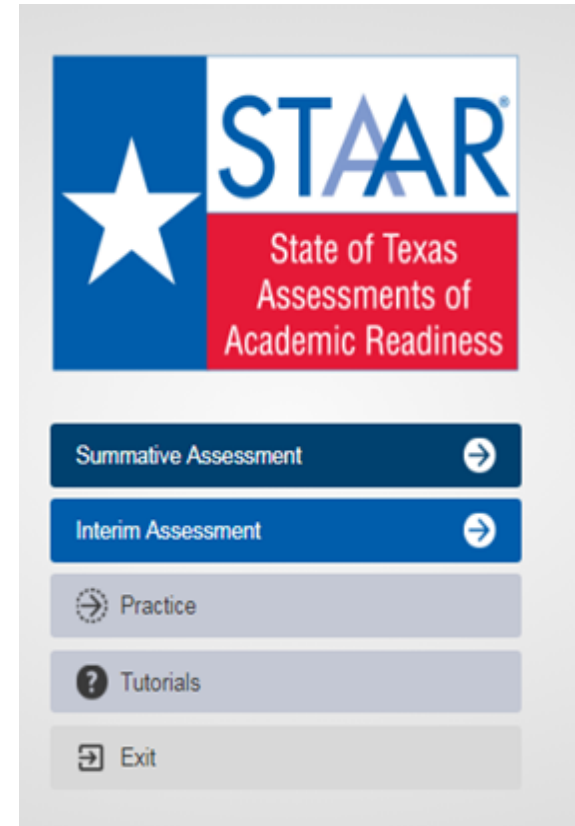 STAAR®
State of Texas
Assessments of
Academic Readiness
Summative Assessment
Interim Assessment
Practice
? Tutorials
Exit